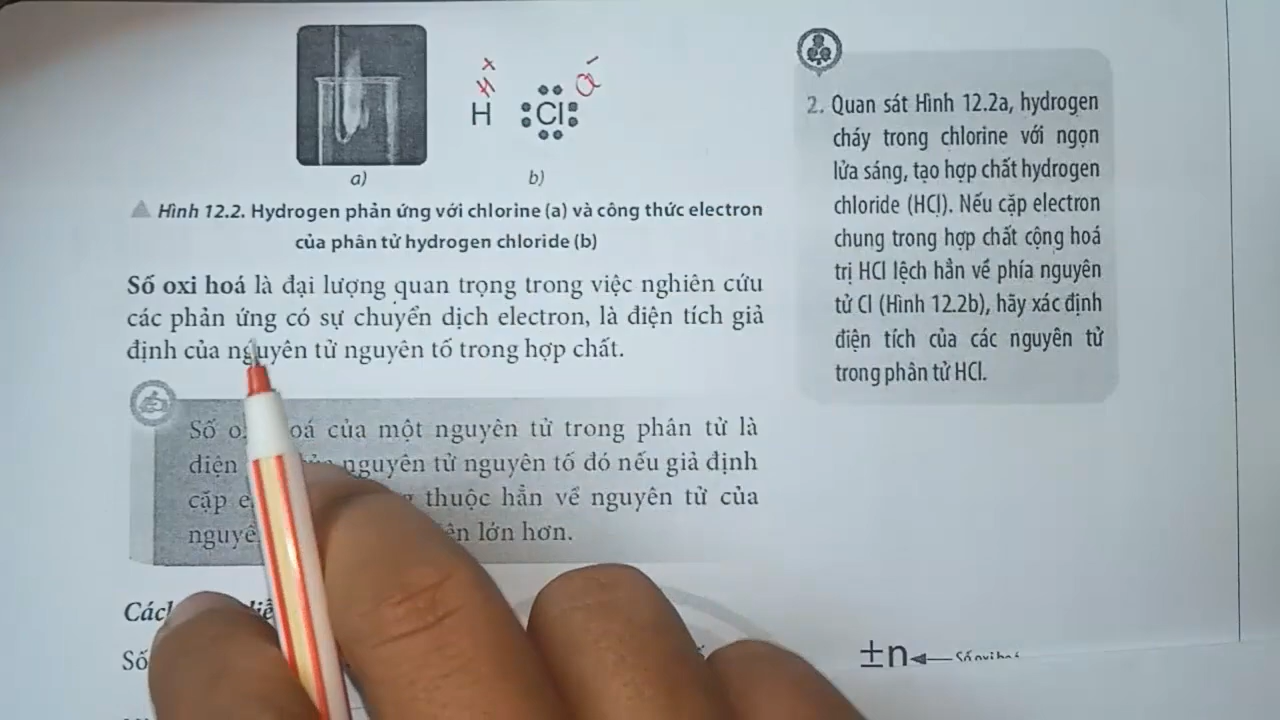 H⁺
Cl⁻
H Cl
a) b)
Hình 12.2. Hydrogen phản ứng với chlorine (a) và công thức electron
của phân tử hydrogen chloride (b)
Số oxi hoá là đại lượng quan trọng trong việc nghiên cứu
các phản ứng có sự chuyển dịch electron, là điện tích giả
định của nguyên tử nguyên tố trong hợp chất.
Số oá của một nguyên tử trong phân tử là
điện nguyên tử nguyên tố đó nếu giả định
cặp thuộc hẳn về nguyên tử của
nguyê lớn hơn.
Các
Số
2. Quan sát Hình 12.2a, hydrogen
cháy trong chlorine với ngọn
lửa sáng, tạo hợp chất hydrogen
chloride (HCl). Nếu cặp electron
chung trong hợp chất cộng hoá
trị HCl lệch hẳn về phía nguyên
tử Cl (Hình 12.2b), hãy xác định
điện tích của các nguyên tử
trong phân tử HCl.
±n